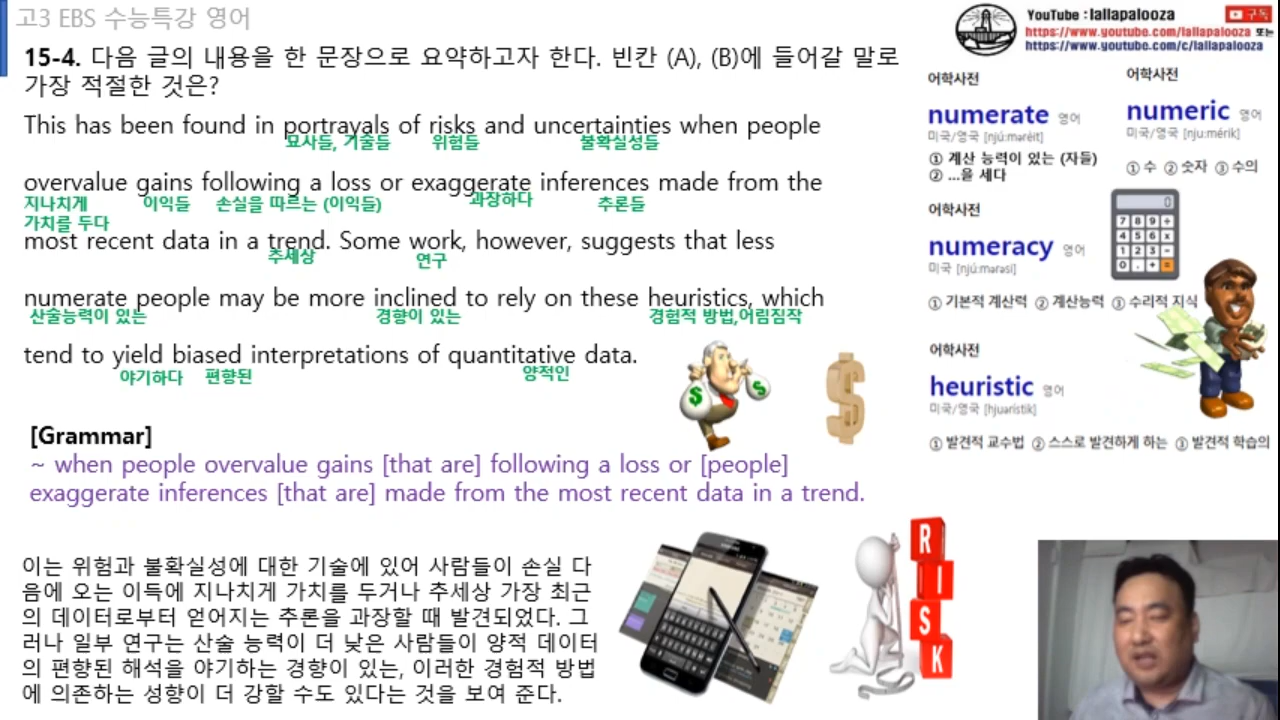 고3 EBS 수능특강 영어
15-4. 다음 글의 내용을 한 문장으로 요약하고자 한다. 빈칸 (A), (B)에 들어갈 말로
가장 적절한 것은?
This has been found in portrayals of risks and uncertainties when people
묘사들, 기술들 위험들 불확실성들
overvalue gains following a loss or exaggerate inferences made from the
지나치게 이익들 손실을 따르는 (이익들) 과장하다 추론들
가치를 두다
most recent data in a trend. Some work, however, suggests that less
추세상 연구
numerate people may be more inclined to rely on these heuristics, which
산술능력이 있는 경향이 있는 경험적 방법,어림짐작
tend to yield biased interpretations of quantitative data.
야기하다 편향된 양적인
[Grammar]
~ when people overvalue gains [that are] following a loss or [people]
exaggerate inferences [that are] made from the most recent data in a trend.
이는 위험과 불확실성에 대한 기술에 있어 사람들이 손실 다
음에 오는 이득에 지나치게 가치를 두거나 추세상 가장 최근
의 데이터로부터 얻어지는 추론을 과장할 때 발견되었다. 그
러나 일부 연구는 산술 능력이 더 낮은 사람들이 양적 데이터
의 편향된 해석을 야기하는 경향이 있는, 이러한 경험적 방법
에 의존하는 성향이 더 강할 수도 있다는 것을 보여 준다.
YouTube : lallapalooza 구독
https://www.youtube.com/lallapalooza 또는
https://www.youtube.com/c/lallapalooza
어학사전
numerate 영어
미국/영국 [njú:məréit]
① 계산 능력이 있는 (자들)
② ...을 세다
어학사전
numeric 영어
미국/영국 [nju:mérik]
① 수 ② 숫자 ③ 수의
어학사전
numeracy 영어
미국 [njú:mərəsi]
① 기본적 계산력 ② 계산능력 ③ 수리적 지식
0
7 8 9 ÷
4 5 6 x
1 2 3 -
0 . + =
어학사전
heuristic 영어
미국/영국 [hjuərístik]
① 발견적 교수법 ② 스스로 발견하게 하는 ① 발견적 학습의
$ $
$
R
I
S
K